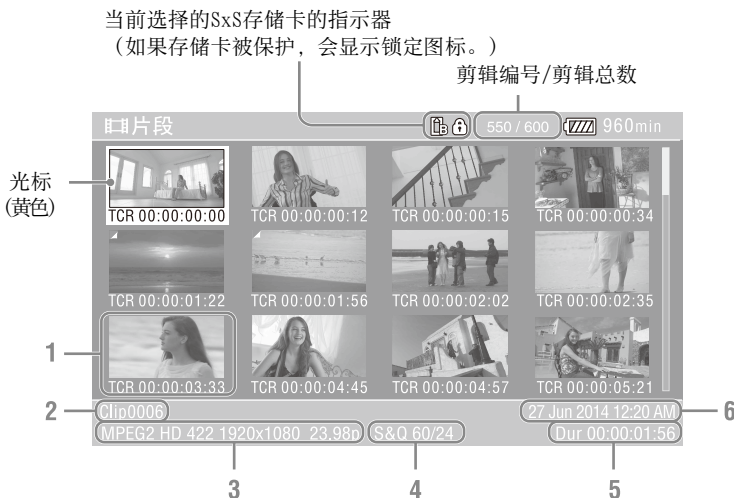 当前选择的SxS存储卡的指示器
（如果存储卡被保护，会显示锁定图标。）
剪辑编号/剪辑总数
片段
B
550 / 600
960min
光标
(黄色)
TCR 00:00:00:00
TCR 00:00:00:12
TCR 00:00:00:15
TCR 00:00:00:34
TCR 00:00:01:22
TCR 00:00:01:56
TCR 00:00:02:02
TCR 00:00:02:35
1
TCR 00:00:03:33
TCR 00:00:04:45
TCR 00:00:04:57
TCR 00:00:05:21
2
Clip0006
27 Jun 2014 12:20 AM
6
MPEG2 HD 422 1920x1080 23.98p
S&Q 60/24
Dur 00:00:01:56
3
4
5